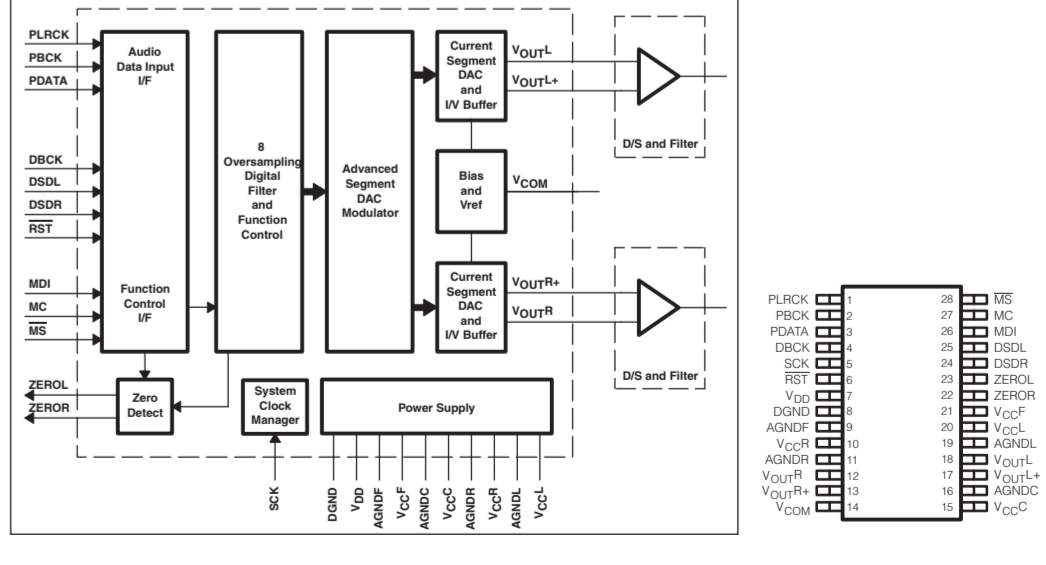 PLRCK
PBCK
PDATA
DBCK
DSDL
DSDR
RST
MDI
MC
MS
ZEROL
ZEROR
Audio
Data Input
I/F
Function
Control
I/F
8
Oversampling
Digital
Filter
and
Function
Control
Advanced
Segment
DAC
Modulator
Current
Segment
DAC
and
I/V Buffer
VOUTL
VOUTL+
D/S and Filter
Bias
and
Vref
VCOM
Current
Segment
DAC
and
I/V Buffer
VOUTR+
VOUTR
D/S and Filter
Zero
Detect
System
Clock
Manager
Power Supply
SCK
DGND
VDD
AGNDF
VCCF
AGNDC
VCCC
AGNDR
VCCR
AGNDL
VCCL
PLRCK 1 28 MS
PBCK 2 27 MC
PDATA 3 26 MDI
DBCK 4 25 DSDL
SCK 5 24 DSDR
RST 6 23 ZEROL
VDD 7 22 ZEROR
DGND 8 21 VCCF
AGNDF 9 20 VCCL
VCCR 10 19 AGNDL
AGNDR 11 18 VOUTL
VOUTR 12 17 VOUTL+
VOUTR+ 13 16 AGNDC
VCOM 14 15 VCCC